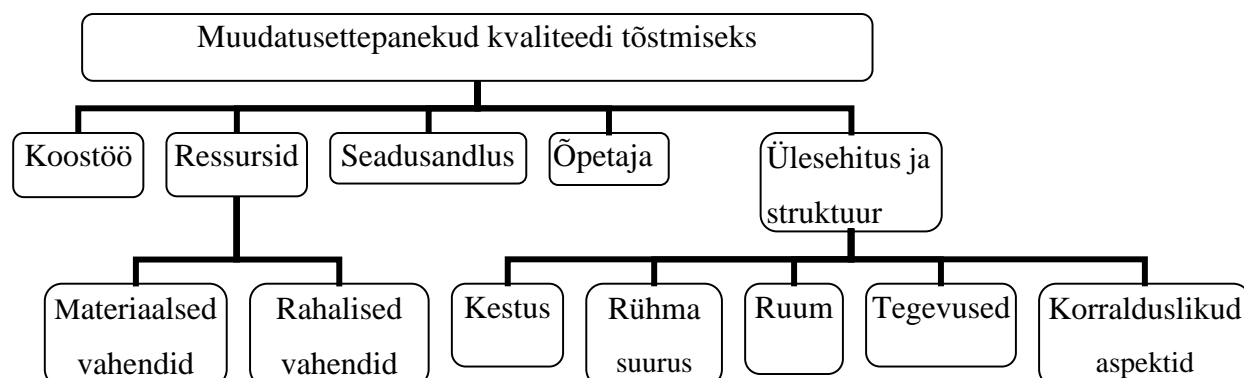 Muudatusettepanekud kvaliteedi tõstmiseks
Koostöö
Ressursid
Seadusandlus
Õpetaja
Ülesehitus ja
struktuur
Materiaalsed
vahendid
Rahalised
vahendid
Kestus
Rühma
suurus
Ruum
Tegevused
Korralduslikud
aspektid